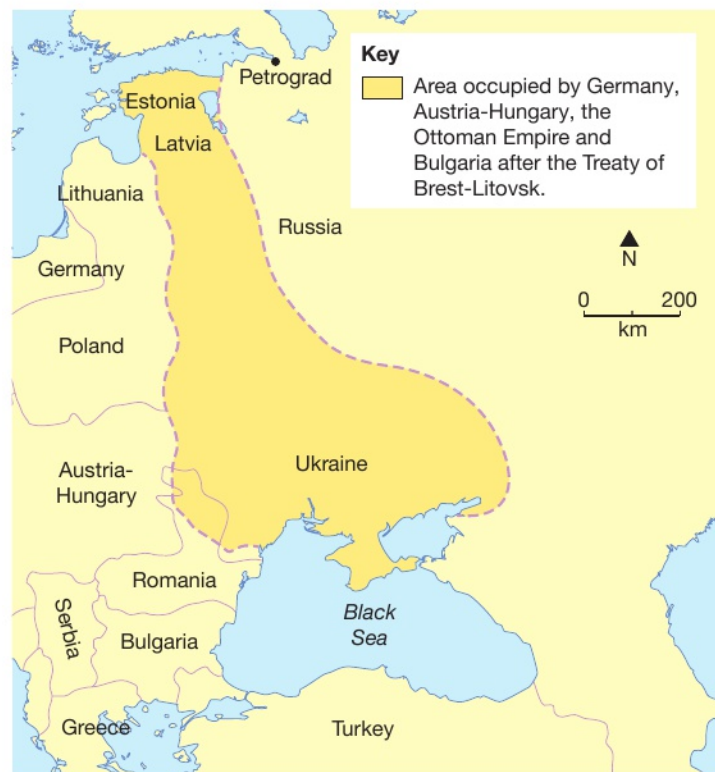 Key
Area occupied by Germany,
Austria-Hungary, the
Ottoman Empire and
Bulgaria after the Treaty of
Brest-Litovsk.
Petrograd
Estonia
Latvia
Lithuania
Russia
N
Germany
0 200
km
Poland
Ukraine
Austria-
Hungary
Romania
Serbia
Black
Sea
Bulgaria
Greece
Turkey